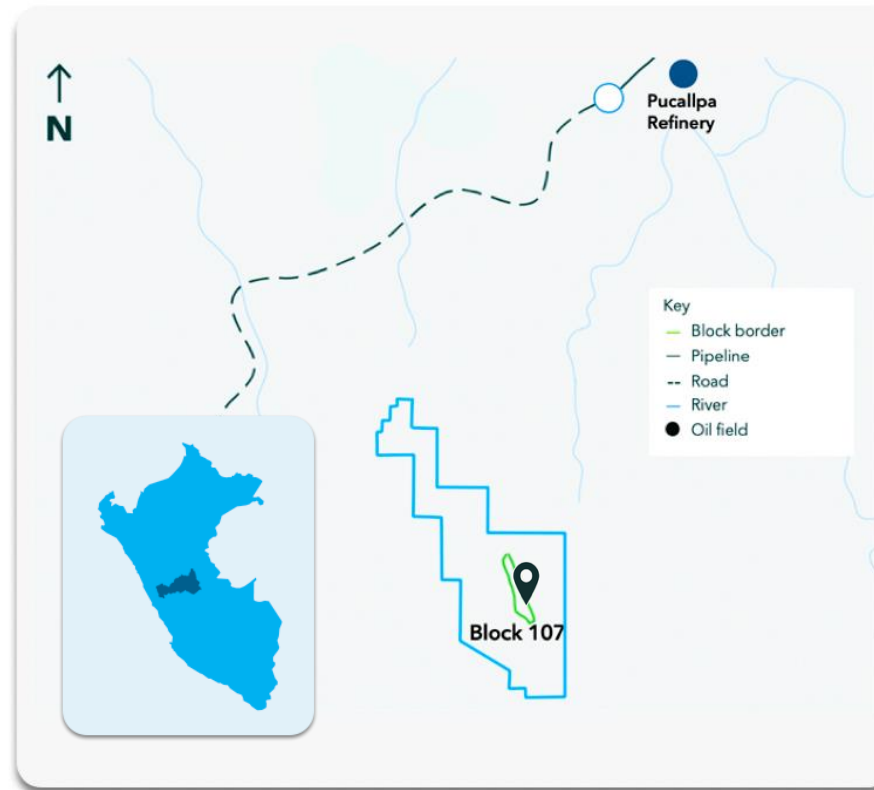 N
Pucallpa
Refinery
Key
Block border
Pipeline
Road
River
Oil field
Block 107